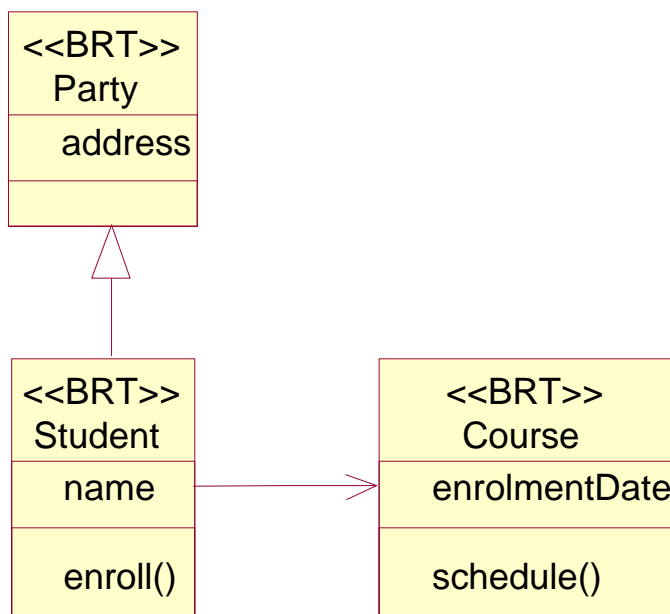 <<BRT>>
Party
address
<<BRT>>
Student
name
enroll()
<<BRT>>
Course
enrolmentDate
schedule()